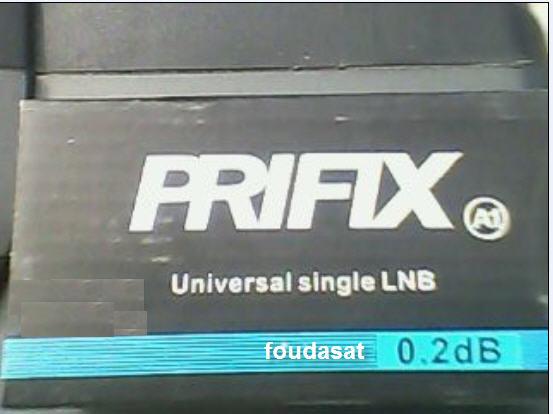 PRIFIX A1
Universal single LNB
foudasat 0.2dB